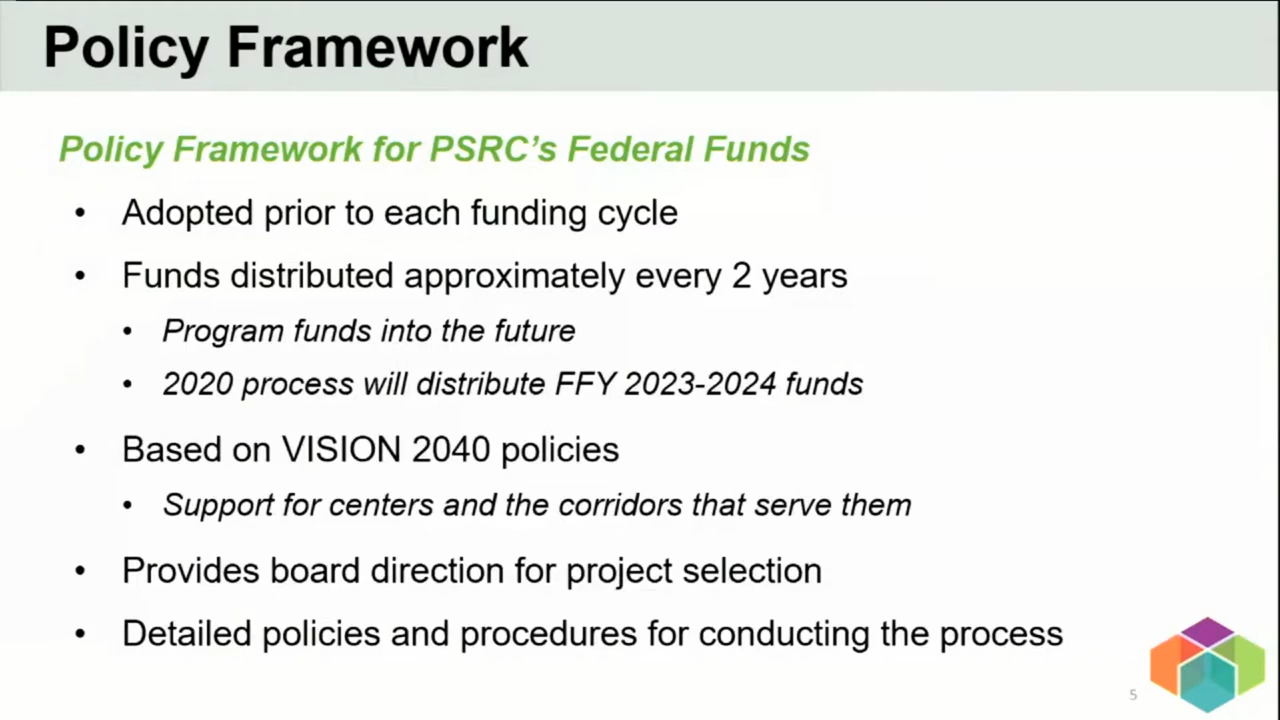 Policy Framework
Policy Framework for PSRC’s Federal Funds
• Adopted prior to each funding cycle
• Funds distributed approximately every 2 years
• Program funds into the future
• 2020 process will distribute FFY 2023-2024 funds
• Based on VISION 2040 policies
• Support for centers and the corridors that serve them
• Provides board direction for project selection
• Detailed policies and procedures for conducting the process
5